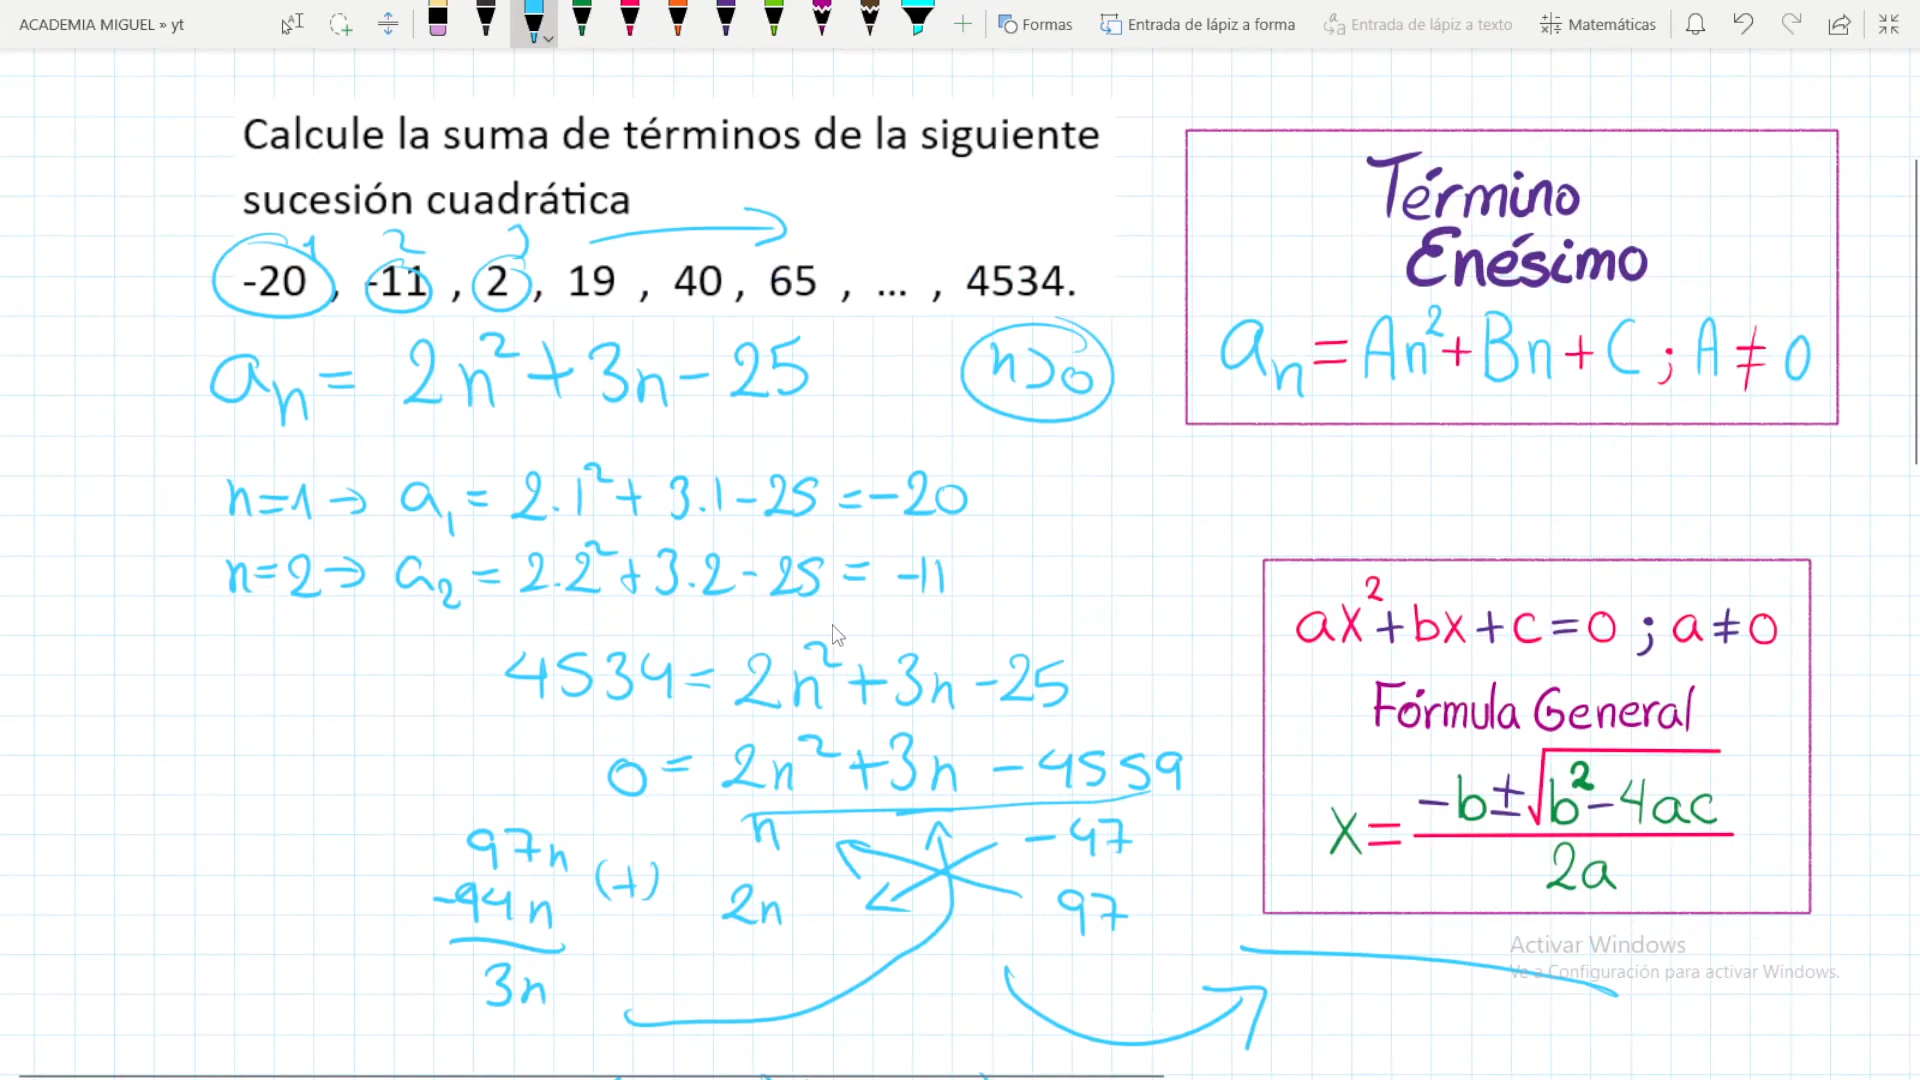 ACADEMIA MIGUEL » yt
Formas
Entrada de lápiz a forma
Entrada de lápiz a texto
Matemáticas
Calcule la suma de términos de la siguiente
sucesión cuadrática
1 2 3
-20 , -11 , 2 , 19 , 40 , 65 , ... , 4534.
aₙ = 2n² + 3n - 25
n>0
n=1 → a₁ = 2.1² + 3.1 - 25 = -20
n=2 → a₂ = 2.2² + 3.2 - 25 = -11
4534 = 2n² + 3n - 25
0 = 2n² + 3n - 4559
n -47
2n 97
97n
-94n (+)
3n
Término
Enésimo
aₙ = An² + Bn + C ; A ≠ 0
ax² + bx + c = 0 ; a ≠ 0
Fórmula General
x = (-b ± √(b² - 4ac)) / 2a
Activar Windows
Ve a Configuración para activar Windows.